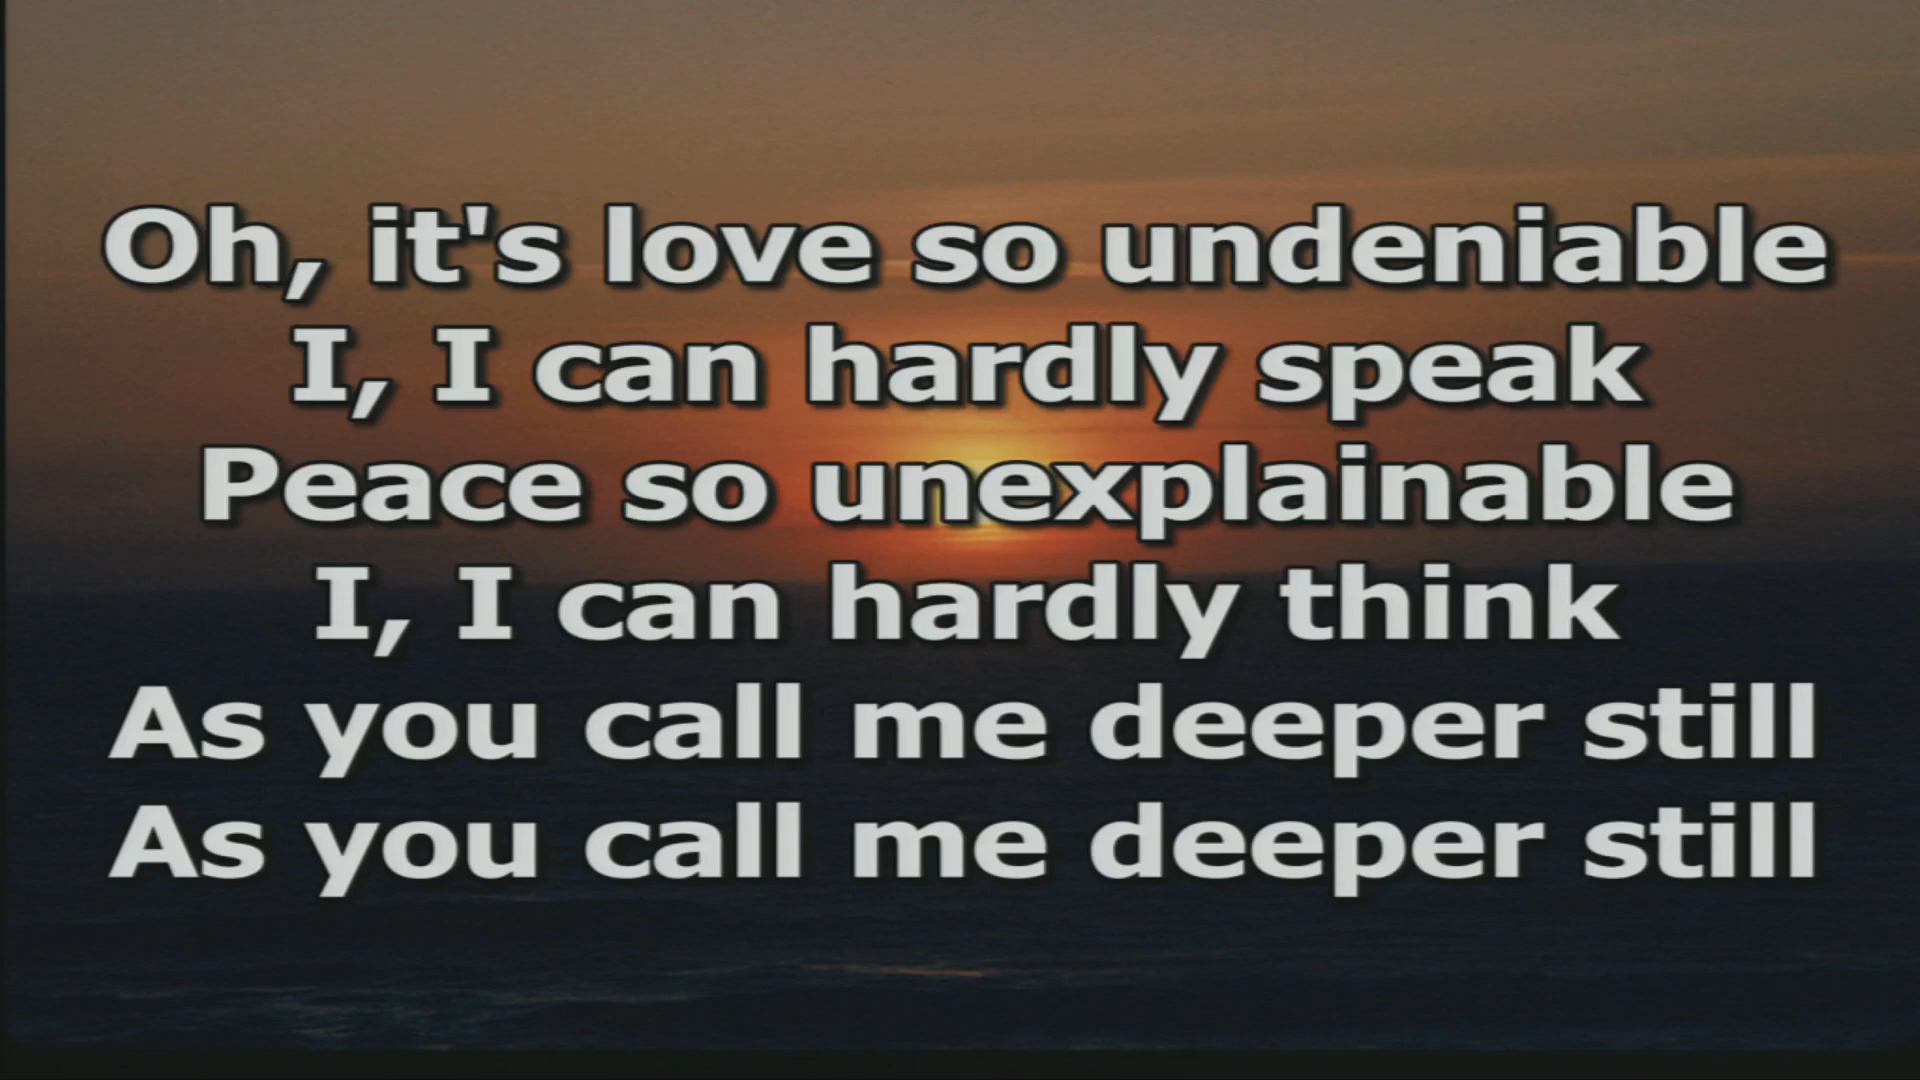 Oh, it's love so undeniable
I, I can hardly speak
Peace so unexplainable
I, I can hardly think
As you call me deeper still
As you call me deeper still